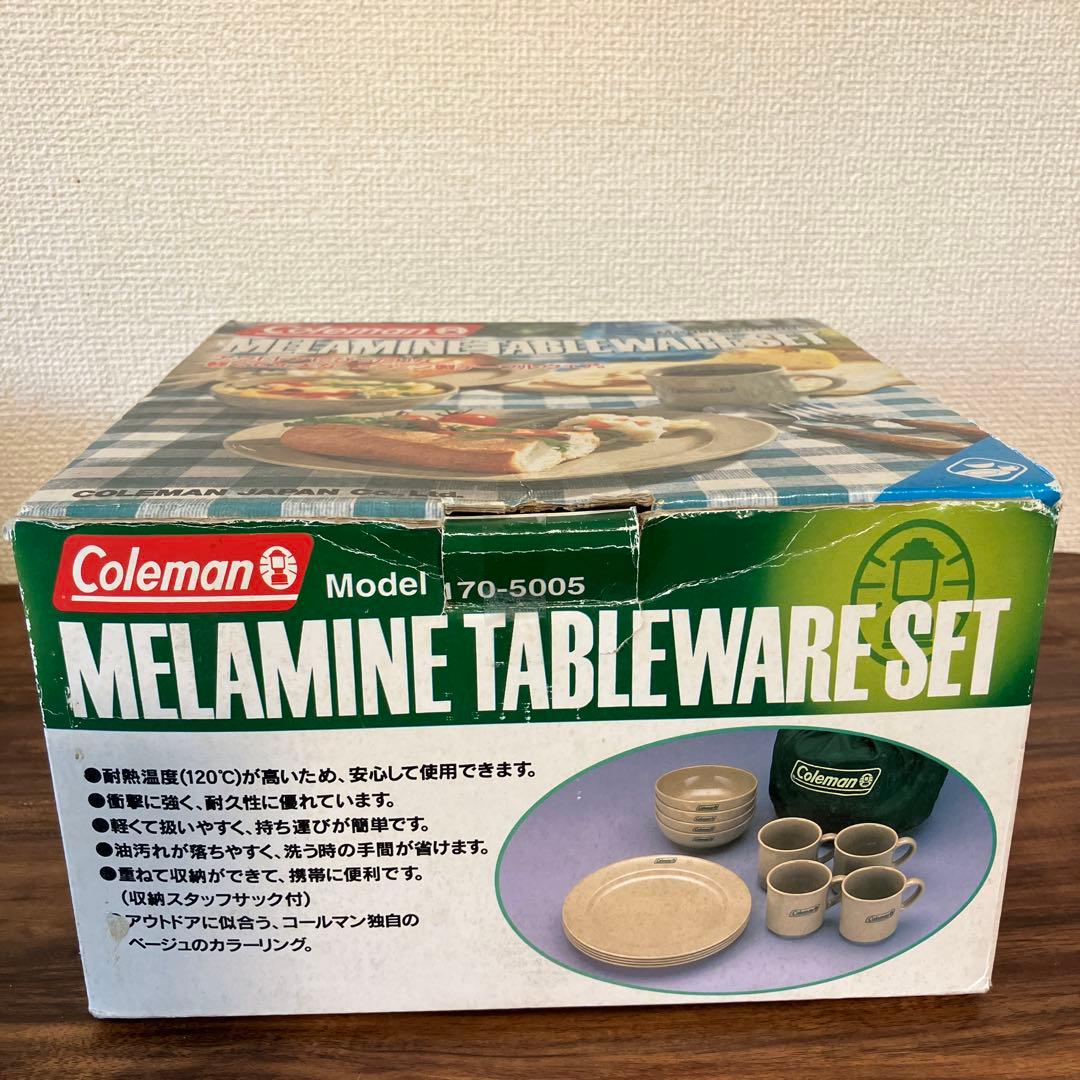 Coleman
MELAMINE TABLEWARE SET
COLEMAN JAPAN Co., Ltd.
Coleman
Model 170-5005
MELAMINE TABLEWARE SET
●耐熱温度(120℃)が高いため、安心して使用できます。
●衝撃に強く、耐久性に優れています。
●軽くて扱いやすく、持ち運びが簡単です。
●油汚れが落ちやすく、洗う時の手間が省けます。
●重ねて収納ができて、携帯に便利です。
(収納スタッフサック付)
●アウトドアに似合う、コールマン独自の
ベージュのカラーリング。
Coleman
Coleman
Coleman
Coleman